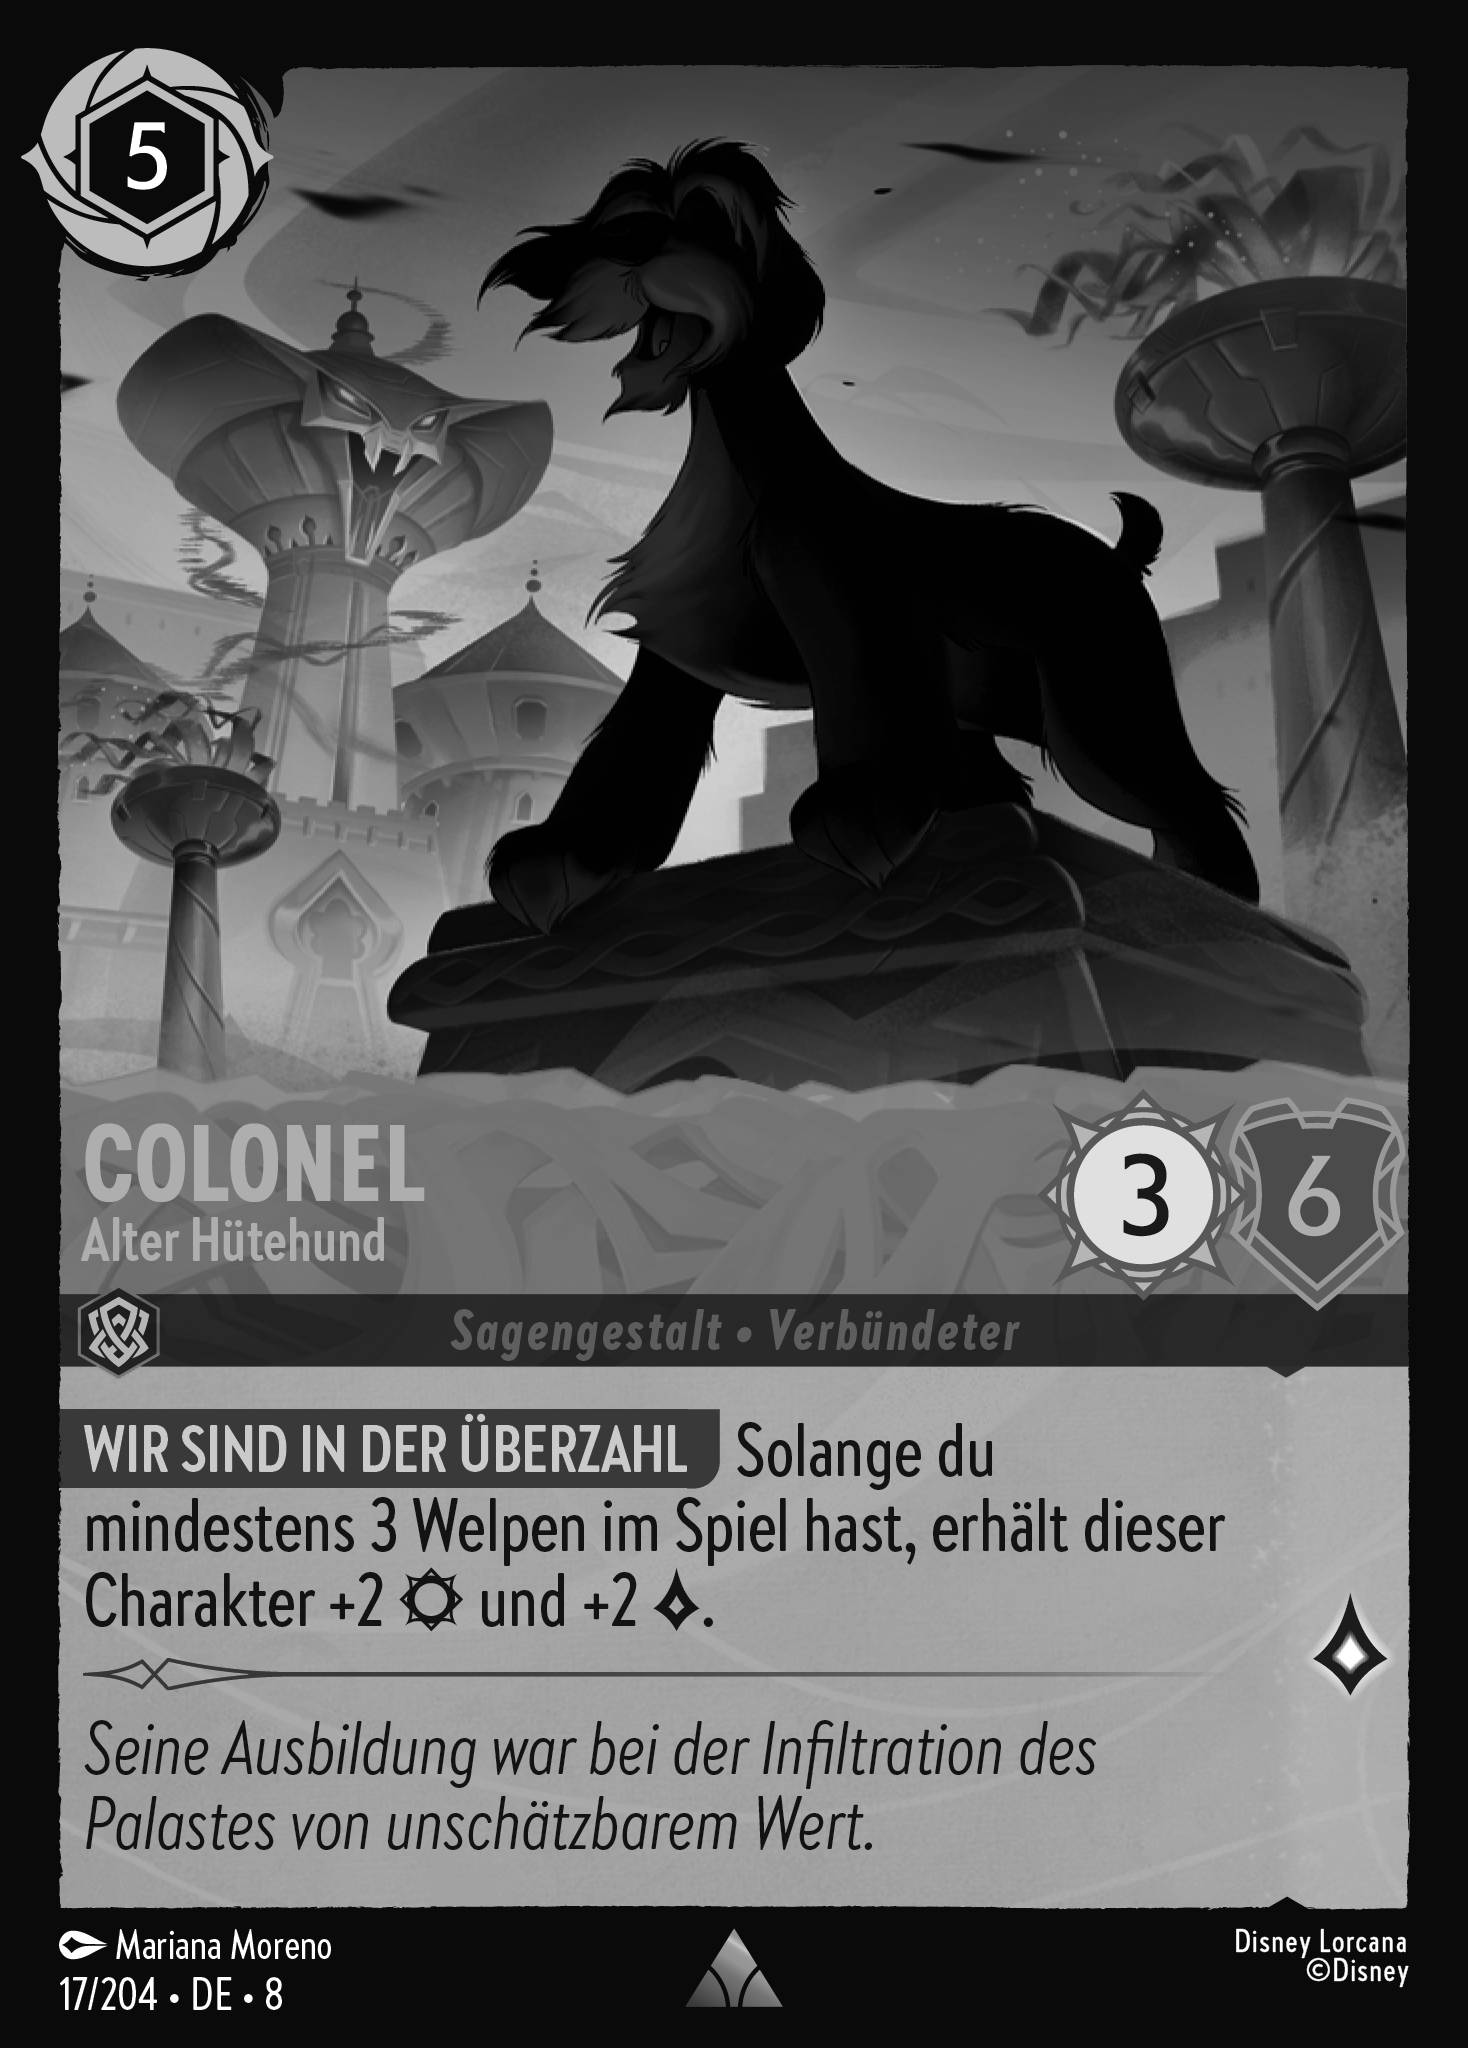 5
COLONEL
Alter Hütehund
3
6
Sagengestalt • Verbündeter
WIR SIND IN DER ÜBERZAHL Solange du
mindestens 3 Welpen im Spiel hast, erhält dieser
Charakter +2 und +2 .
Seine Ausbildung war bei der Infiltration des
Palastes von unschätzbarem Wert.
Mariana Moreno
17/204 • DE • 8
Disney Lorcana
©Disney